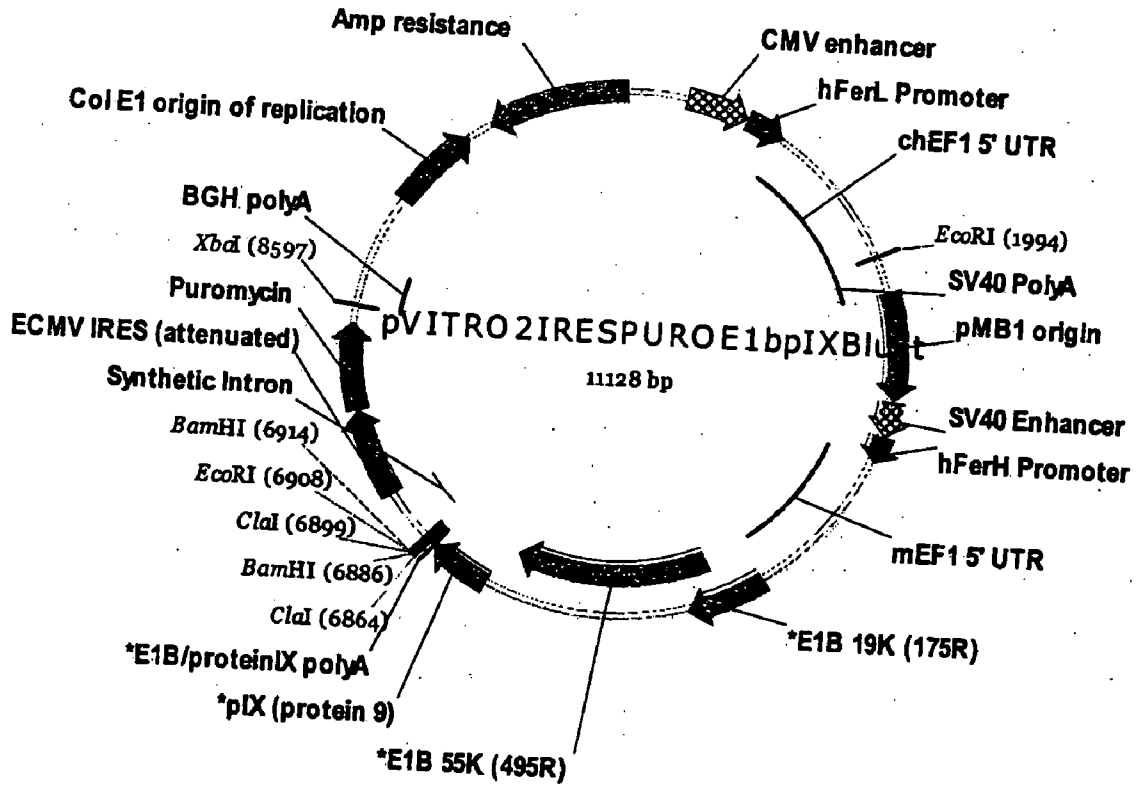 Amp resistance
CMV enhancer
hFerL Promoter
Col E1 origin of replication
chEF1 5' UTR
BGH polyA
EcoRI (1994)
XbaI (8597)
SV40 PolyA
Puromycin
pVITRO2IRESPUROE1bpIXBlunt
pMB1 origin
ECMV IRES (attenuated)
11128 bp
Synthetic Intron
SV40 Enhancer
BamHI (6914)
hFerH Promoter
EcoRI (6908)
ClaI (6899)
mEF1 5' UTR
BamHI (6886)
ClaI (6864)
*E1B 19K (175R)
*E1B/proteinIX polyA
*pIX (protein 9)
*E1B 55K (495R)